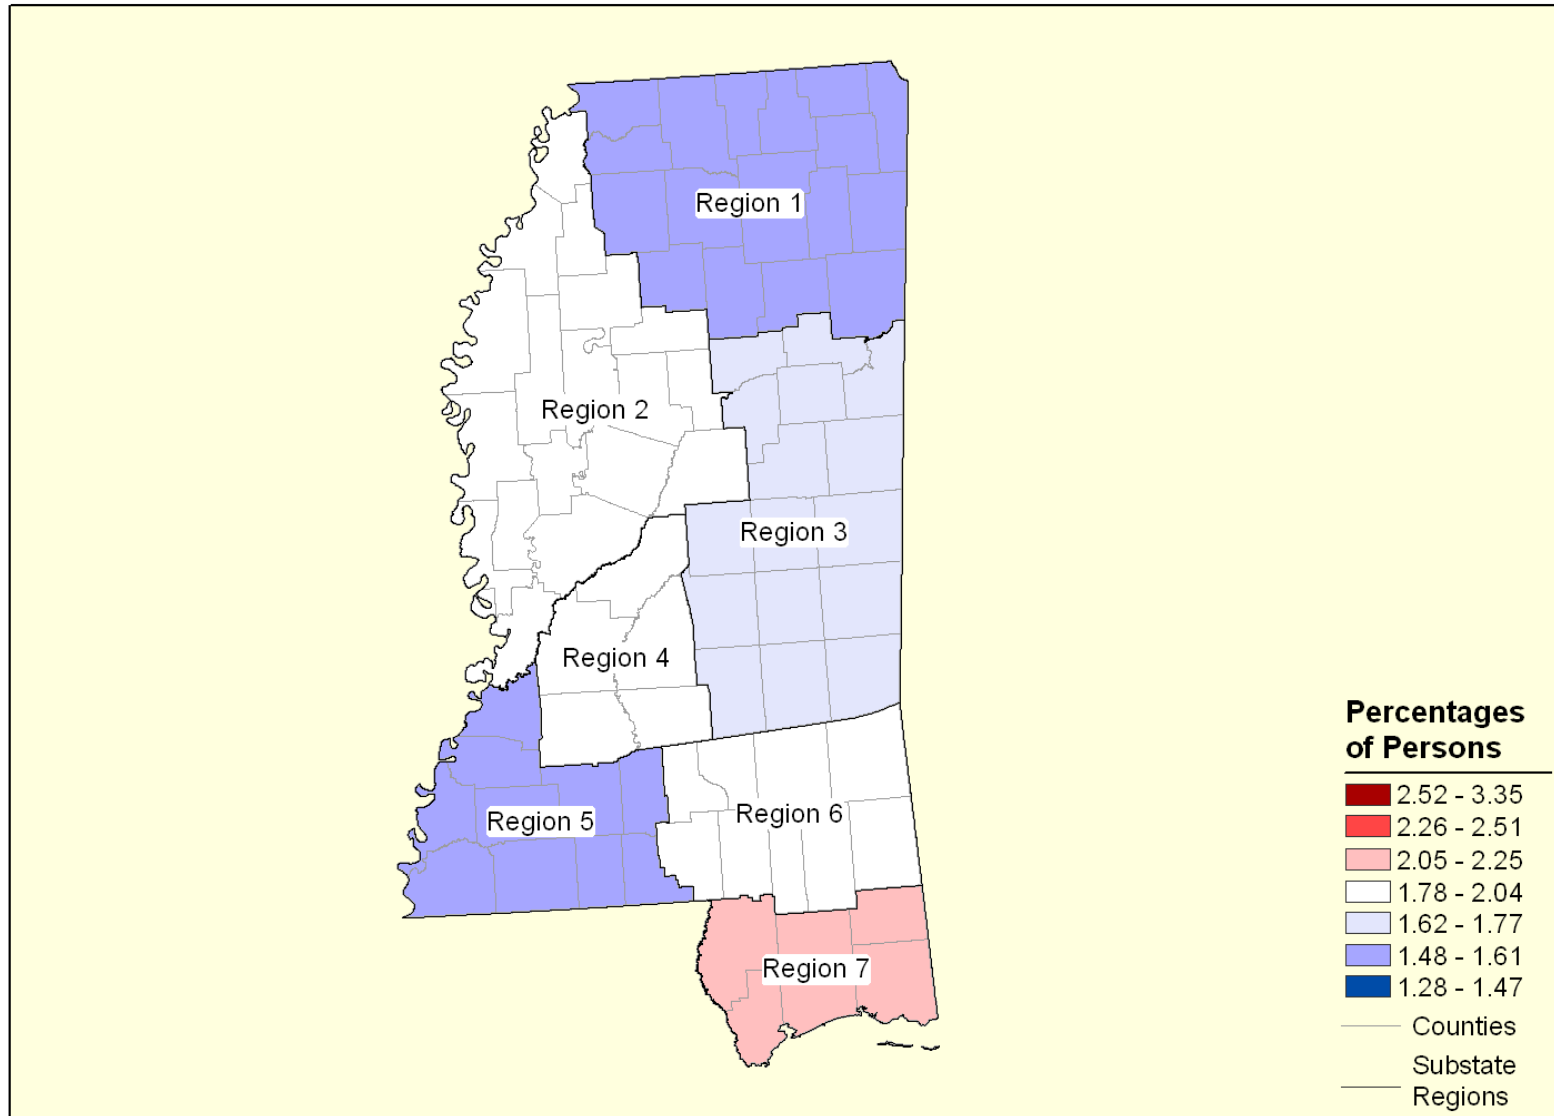 Region 1
Region 2
Region 3
Region 4
Region 5
Region 6
Region 7
Percentages
of Persons
2.52 - 3.35
2.26 - 2.51
2.05 - 2.25
1.78 - 2.04
1.62 - 1.77
1.48 - 1.61
1.28 - 1.47
Counties
Substate
Regions